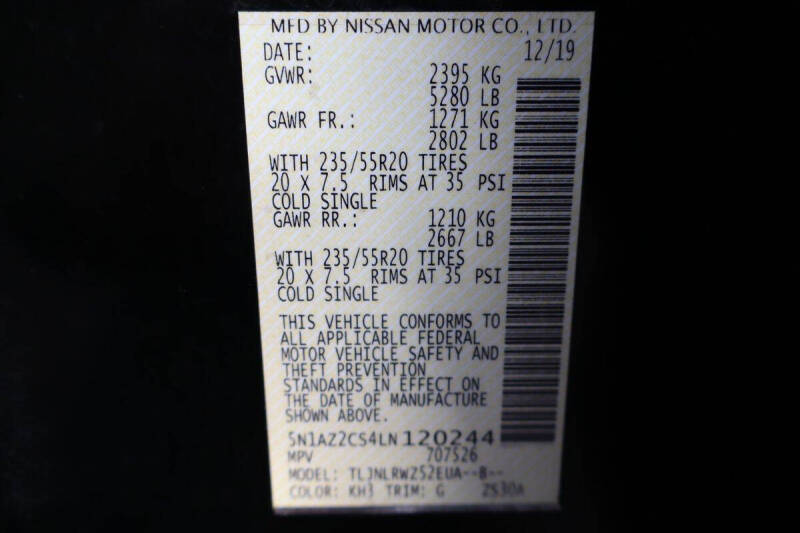 MFD BY NISSAN MOTOR CO., LTD.
DATE: 12/19
GVWR: 2395 KG
5280 LB
GAWR FR.: 1271 KG
2802 LB
WITH 235/55R20 TIRES
20 X 7.5 RIMS AT 35 PSI
COLD SINGLE
GAWR RR.: 1210 KG
2667 LB
WITH 235/55R20 TIRES
20 X 7.5 RIMS AT 35 PSI
COLD SINGLE
THIS VEHICLE CONFORMS TO
ALL APPLICABLE FEDERAL
MOTOR VEHICLE SAFETY AND
THEFT PREVENTION
STANDARDS IN EFFECT ON
THE DATE OF MANUFACTURE
SHOWN ABOVE.
5N1AZ2CS4LN120244
MPV 707526
MODEL: TLJNLRWZ52EUA--B--
COLOR: KH3 TRIM: G ZS30A